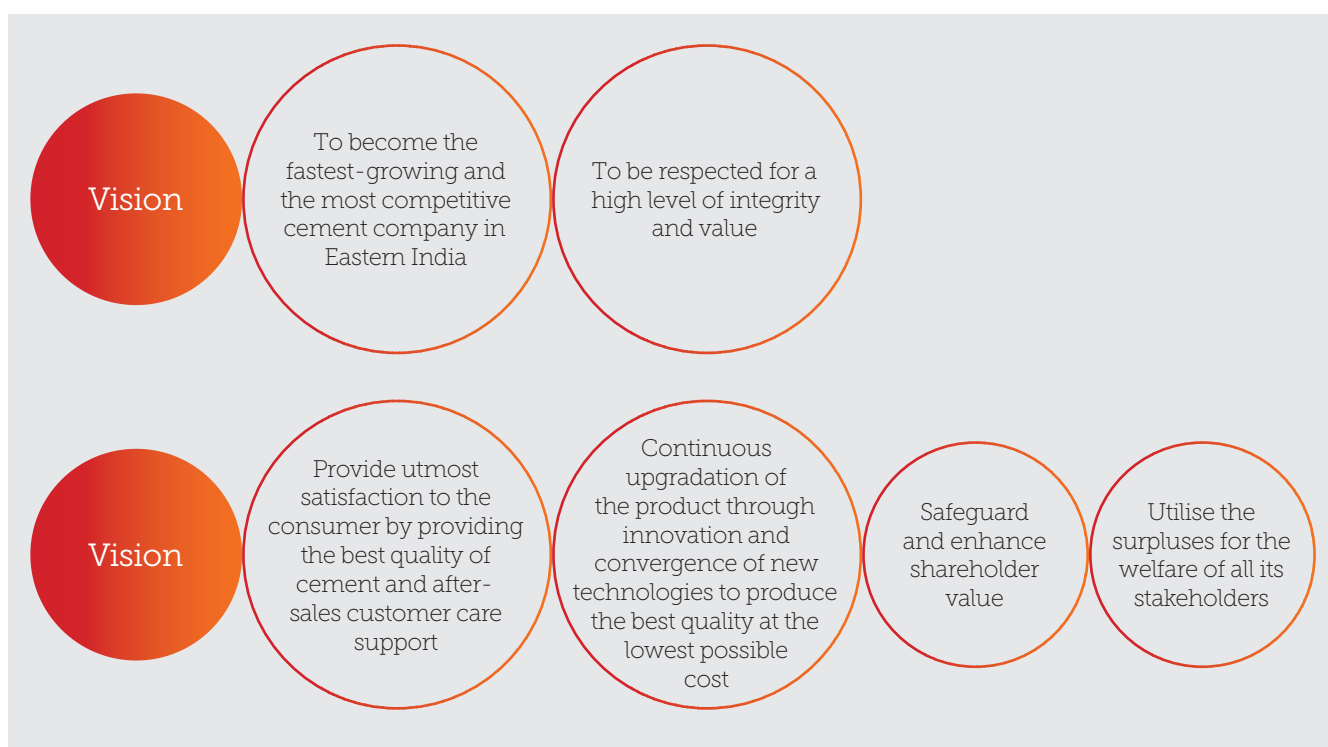 Vision
To become the
fastest-growing and
the most competitive
cement company in
Eastern India
To be respected for a
high level of integrity
and value
Vision
Provide utmost
satisfaction to the
consumer by providing
the best quality of
cement and after-
sales customer care
support
Continuous
upgradation of
the product through
innovation and
convergence of new
technologies to produce
the best quality at the
lowest possible
cost
Safeguard
and enhance
shareholder
value
Utilise the
surpluses for the
welfare of all its
stakeholders